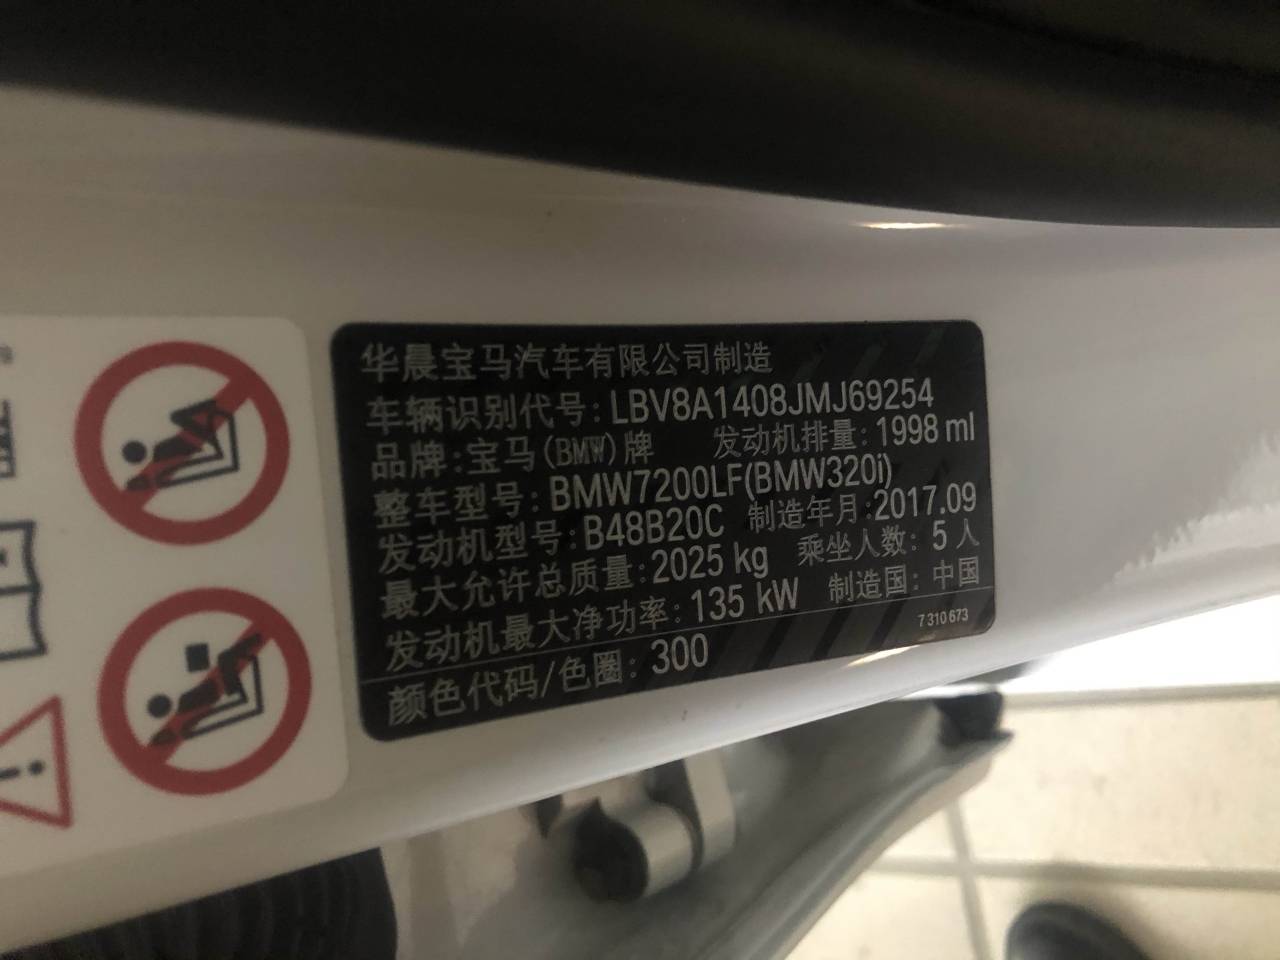 华晨宝马汽车有限公司制造
车辆识别代号: LBV8A1408JMJ69254
品牌:宝马(BMW)牌 发动机排量: 1998 ml
整车型号: BMW7200LF(BMW320i)
发动机型号: B48B20C 制造年月:2017.09
最大允许总质量: 2025 kg 乘坐人数: 5 人
发动机最大净功率: 135 kW 制造国: 中国
7 310 673
颜色代码/色圈: 300